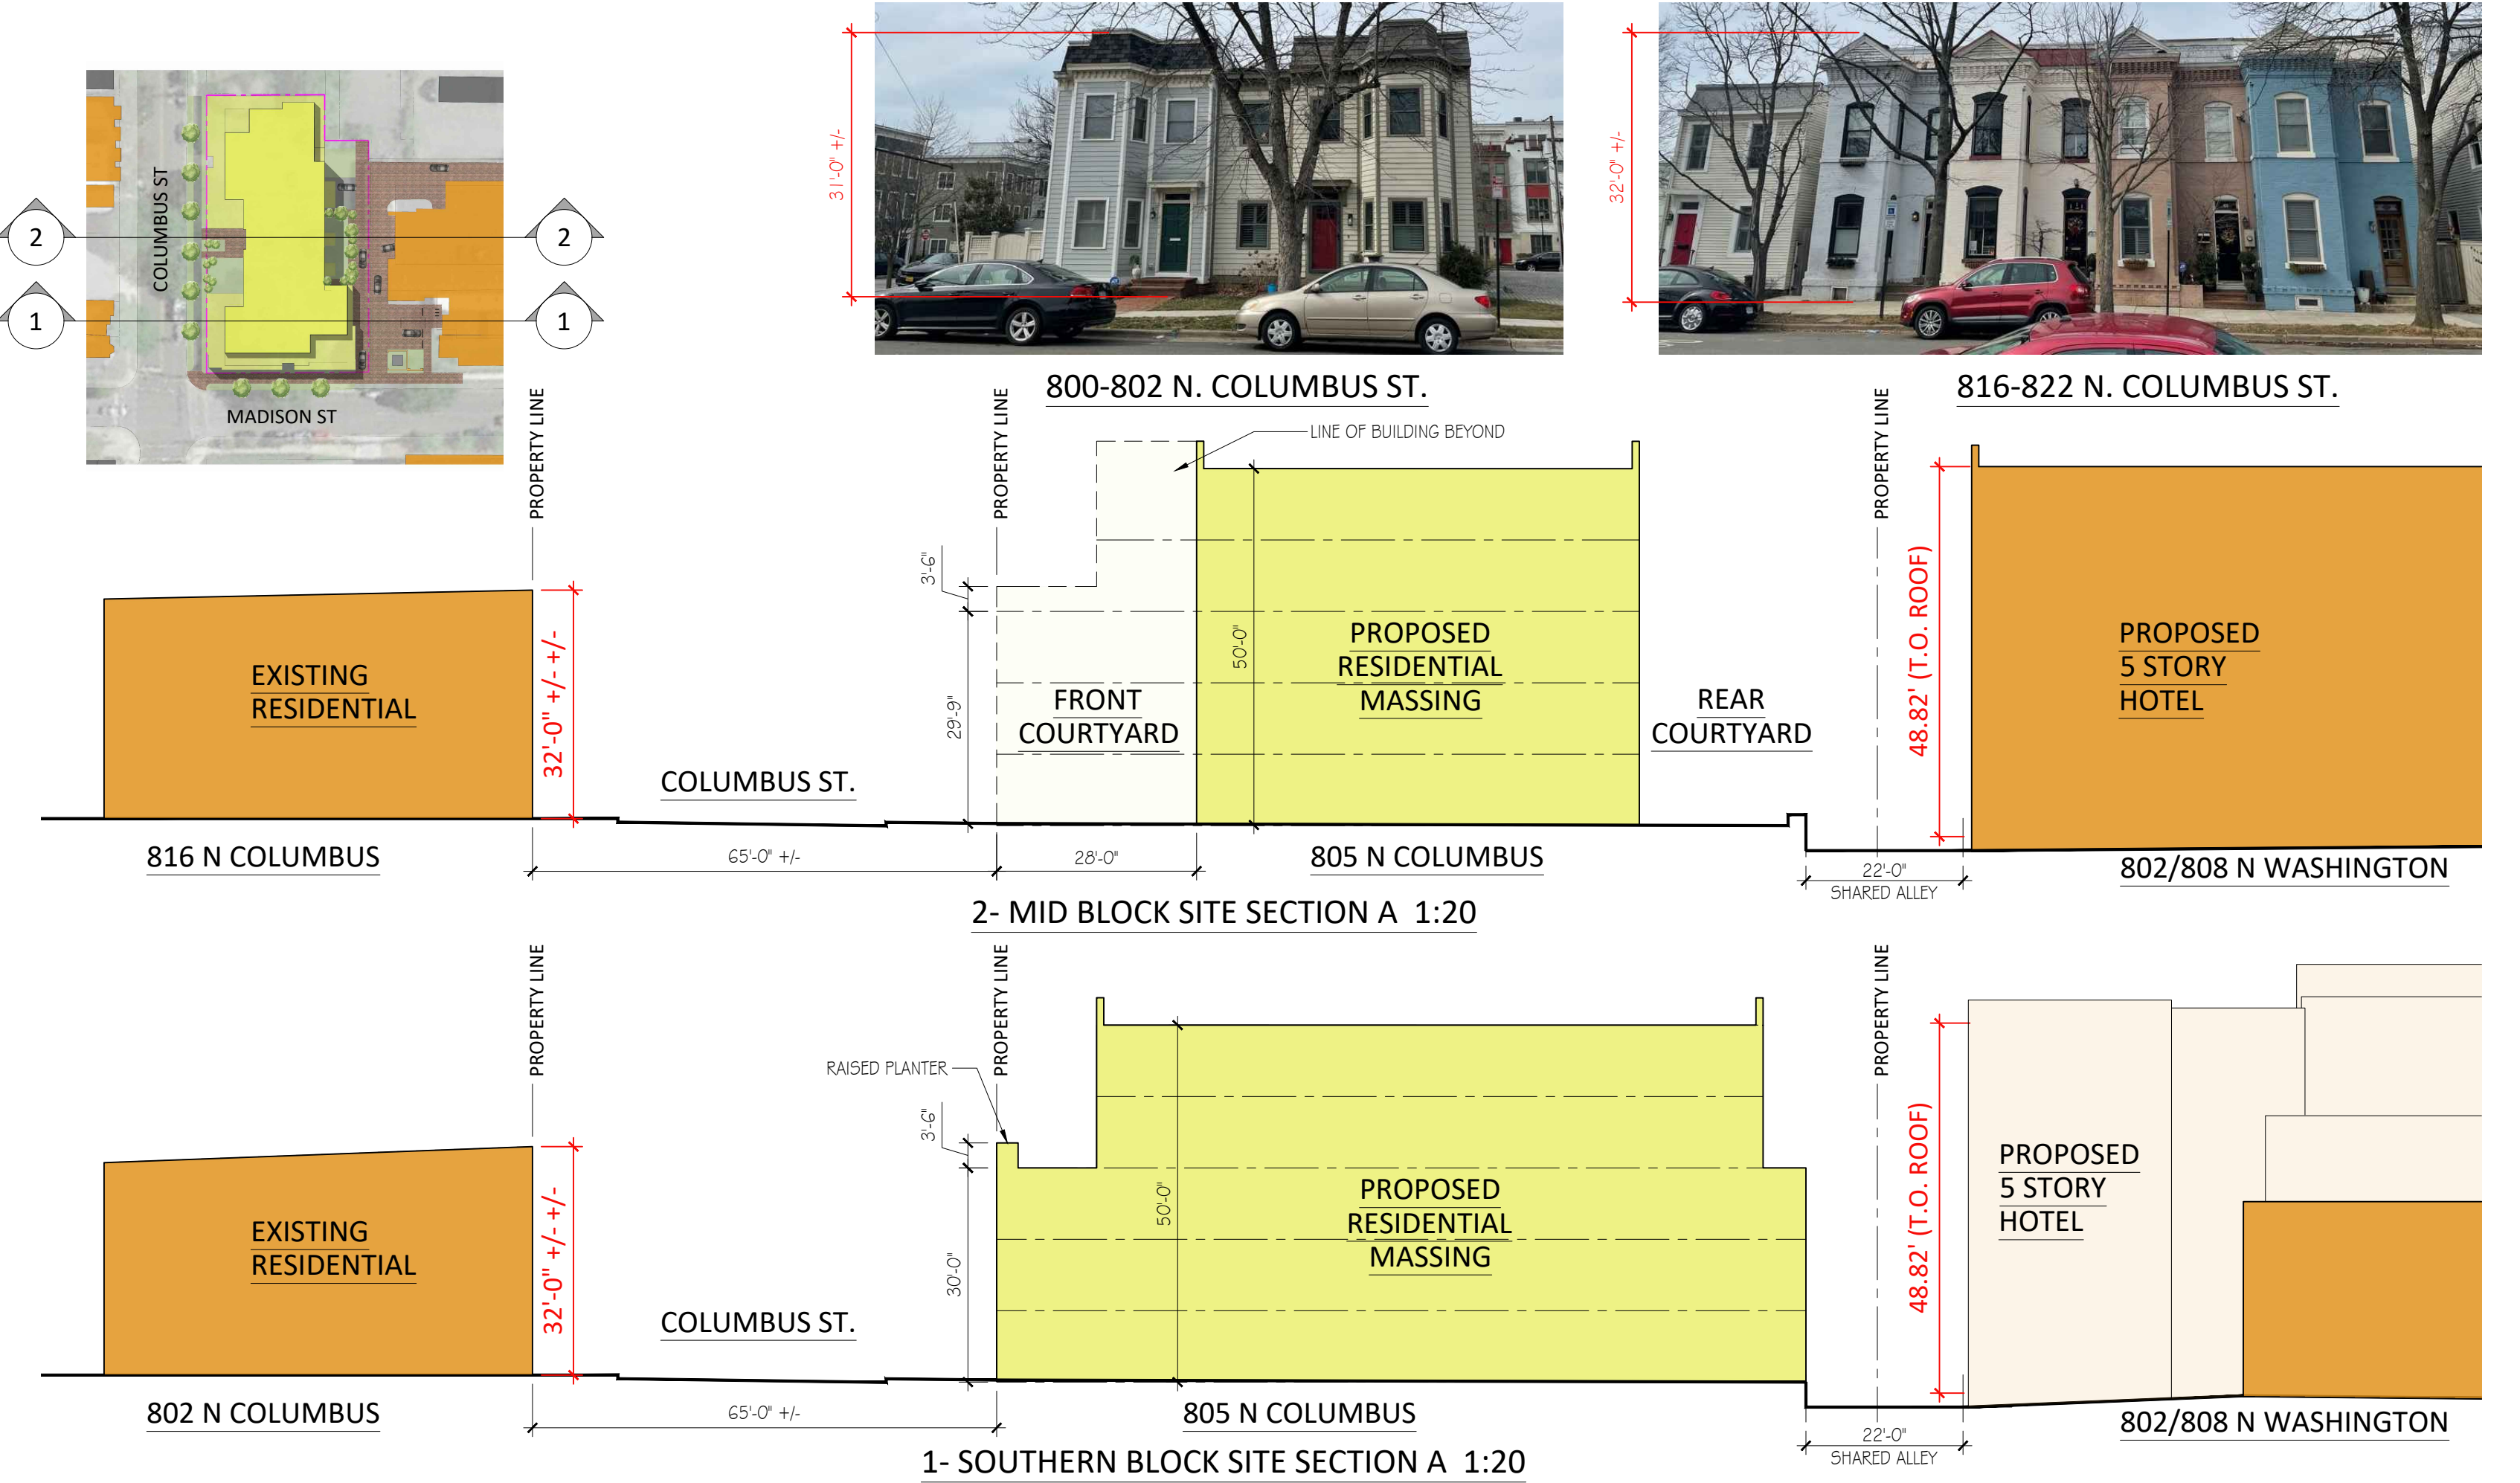 COLUMBUS ST
MADISON ST
2
2
1
1
31'-0" +/-
800-802 N. COLUMBUS ST.
32'-0" +/-
816-822 N. COLUMBUS ST.
PROPERTY LINE
PROPERTY LINE
PROPERTY LINE
LINE OF BUILDING BEYOND
EXISTING
RESIDENTIAL
32'-0" +/- +/-
COLUMBUS ST.
3'-6"
29'-9"
FRONT
COURTYARD
50'-0"
PROPOSED
RESIDENTIAL
MASSING
REAR
COURTYARD
48.82' (T.O. ROOF)
PROPOSED
5 STORY
HOTEL
816 N COLUMBUS
65'-0" +/-
28'-0"
805 N COLUMBUS
22'-0"
SHARED ALLEY
802/808 N WASHINGTON
2- MID BLOCK SITE SECTION A 1:20
PROPERTY LINE
PROPERTY LINE
PROPERTY LINE
RAISED PLANTER
EXISTING
RESIDENTIAL
32'-0" +/- +/-
COLUMBUS ST.
3'-6"
30'-0"
50'-0"
PROPOSED
RESIDENTIAL
MASSING
48.82' (T.O. ROOF)
PROPOSED
5 STORY
HOTEL
802 N COLUMBUS
65'-0" +/-
805 N COLUMBUS
22'-0"
SHARED ALLEY
802/808 N WASHINGTON
1- SOUTHERN BLOCK SITE SECTION A 1:20